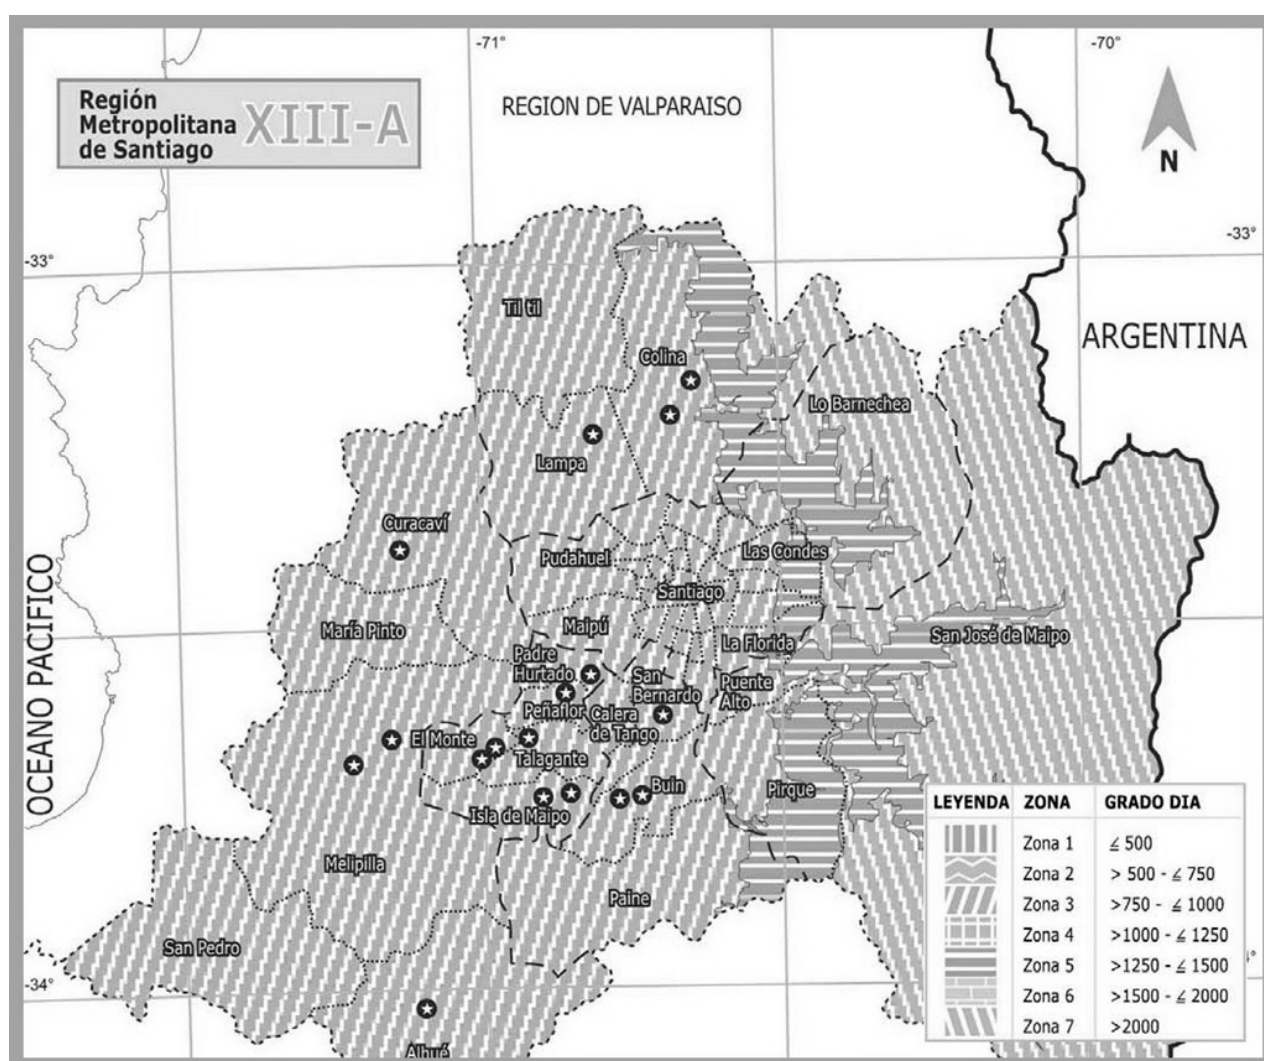 -71°
-70°
Región
Metropolitana
de Santiago
XIII-A
REGION DE VALPARAISO
N
-33°
-33°
Til til
ARGENTINA
Colina
Lo Barnechea
Lampa
Curacaví
Pudahuel
Las Condes
Santiago
OCEANO PACIFICO
María Pinto
Maipú
La Florida
San José de Maipo
Padre
Hurtado
San
Bernardo
Puente
Alto
Peñaflor
Calera
de Tango
El Monte
Talagante
Buin
Pirque
Isla de Maipo
Melipilla
Paine
San Pedro
-34°
Alhué
LEYENDA ZONA GRADO DIA
Zona 1 ≤ 500
Zona 2 > 500 - ≤ 750
Zona 3 >750 - ≤ 1000
Zona 4 >1000 - ≤ 1250
Zona 5 >1250 - ≤ 1500
Zona 6 >1500 - ≤ 2000
Zona 7 >2000